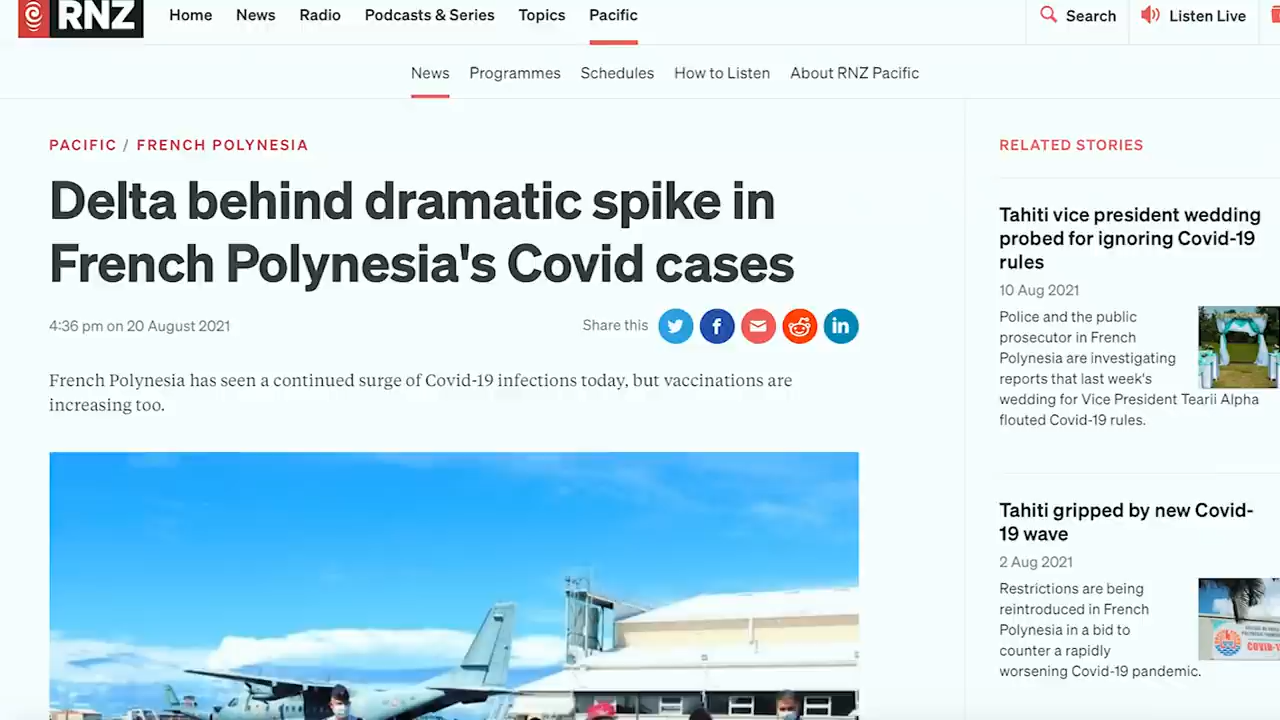 RNZ
Home News Radio Podcasts & Series Topics Pacific
Search Listen Live
News Programmes Schedules How to Listen About RNZ Pacific
PACIFIC / FRENCH POLYNESIA
Delta behind dramatic spike in
French Polynesia's Covid cases
4:36 pm on 20 August 2021
Share this
French Polynesia has seen a continued surge of Covid-19 infections today, but vaccinations are
increasing too.
RELATED STORIES
Tahiti vice president wedding
probed for ignoring Covid-19
rules
10 Aug 2021
Police and the public
prosecutor in French
Polynesia are investigating
reports that last week's
wedding for Vice President Tearii Alpha
flouted Covid-19 rules.
Tahiti gripped by new Covid-
19 wave
2 Aug 2021
Restrictions are being
reintroduced in French
Polynesia in a bid to
counter a rapidly
worsening Covid-19 pandemic.